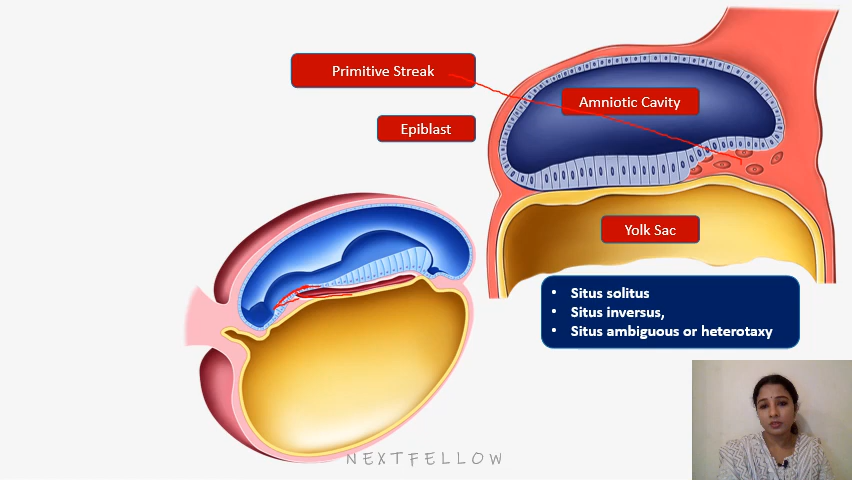 Primitive Streak
Amniotic Cavity
Epiblast
Yolk Sac
• Situs solitus
• Situs inversus,
• Situs ambiguous or heterotaxy
NEXTFELLOW